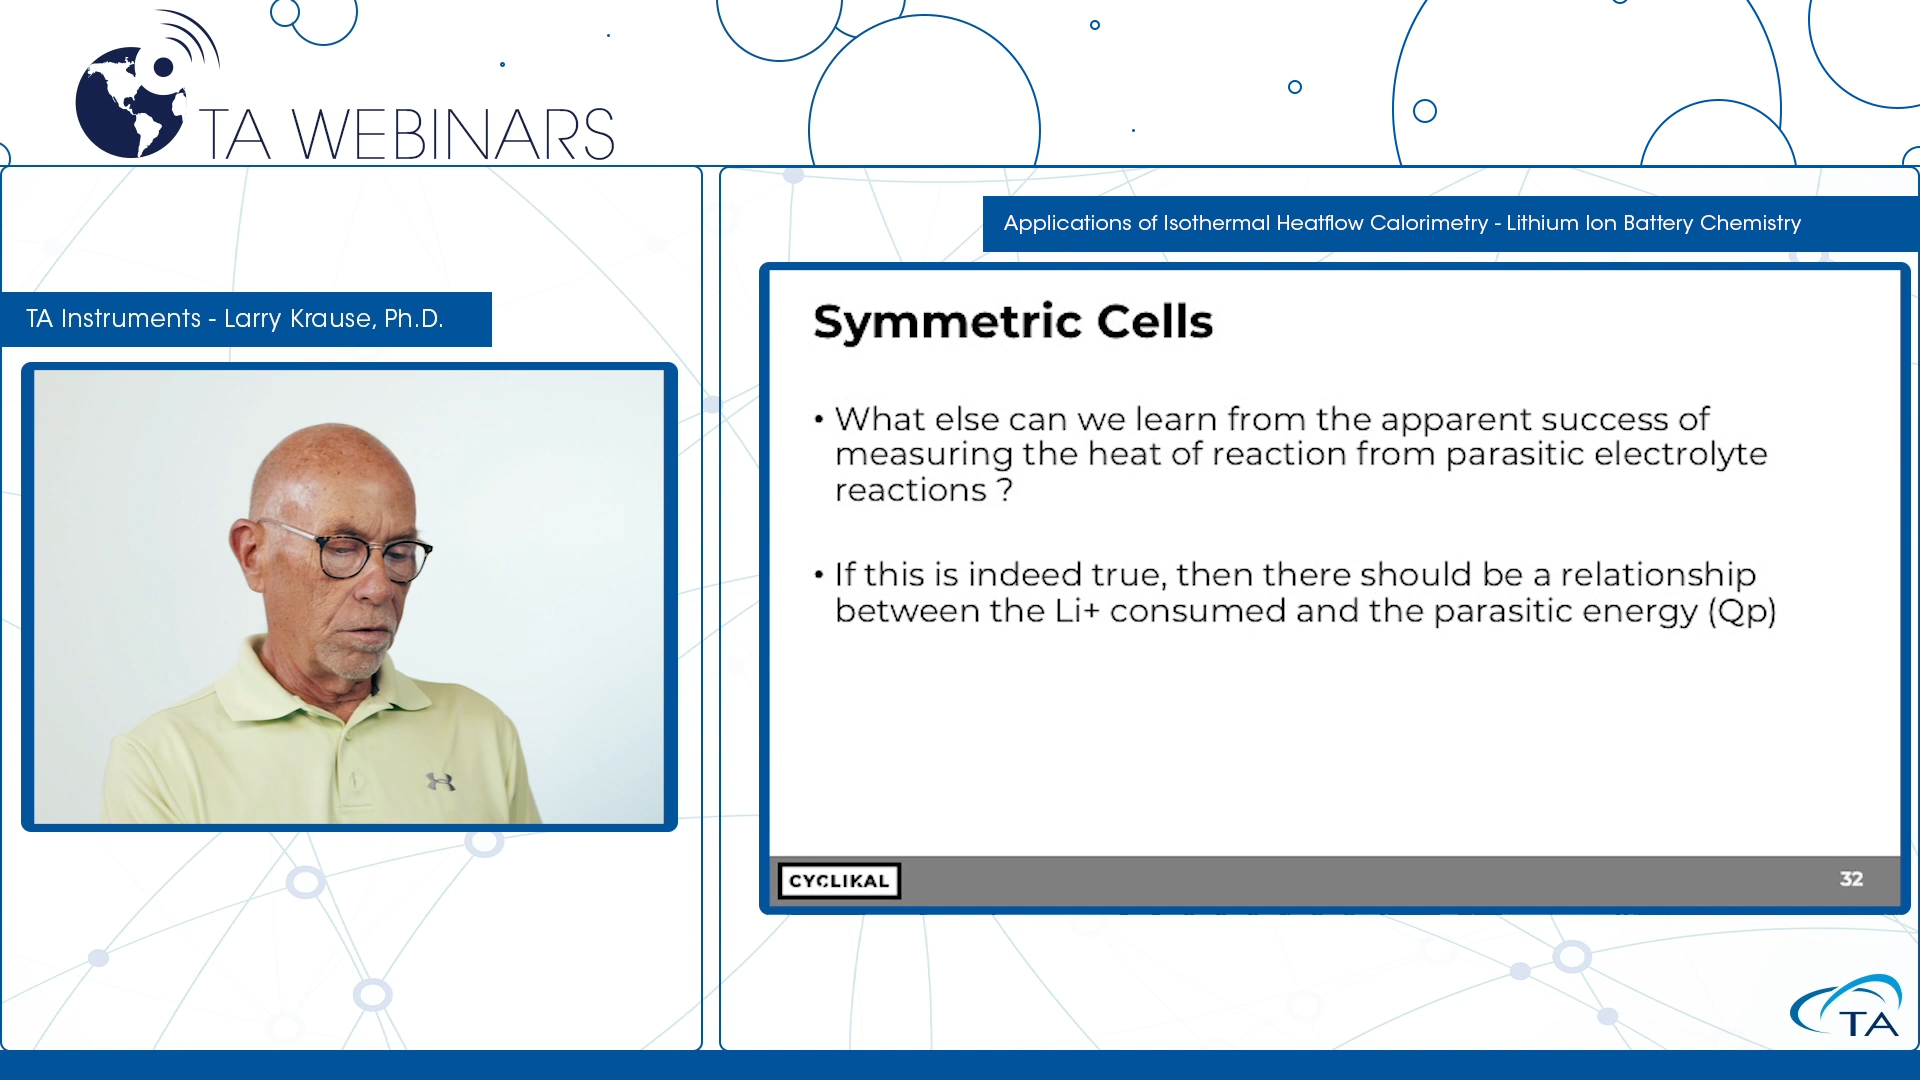 TA WEBINARS
Applications of Isothermal Heatflow Calorimetry - Lithium Ion Battery Chemistry
TA Instruments - Larry Krause, Ph.D.
Symmetric Cells
• What else can we learn from the apparent success of
measuring the heat of reaction from parasitic electrolyte
reactions ?
• If this is indeed true, then there should be a relationship
between the Li+ consumed and the parasitic energy (Qp)
CYCLIKAL
32
TA